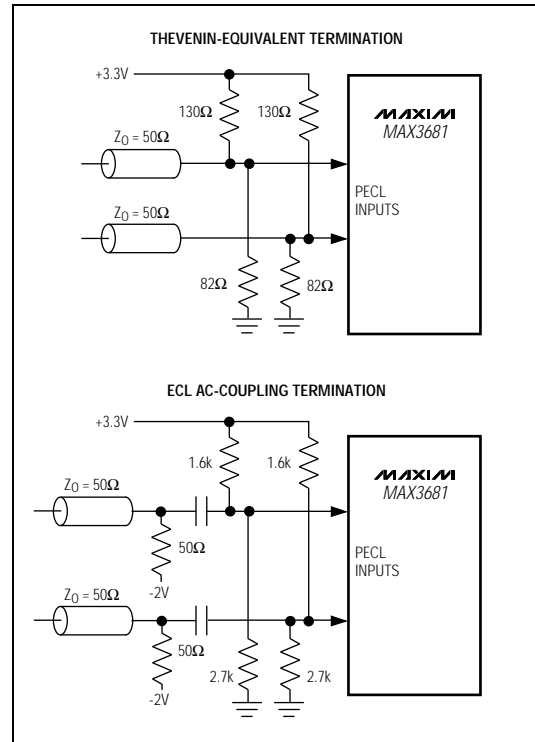 THEVENIN-EQUIVALENT TERMINATION
+3.3V
130Ω 130Ω
MAXIM
MAX3681
Z₀ = 50Ω
PECL
INPUTS
Z₀ = 50Ω
82Ω 82Ω
ECL AC-COUPLING TERMINATION
+3.3V
1.6k 1.6k
MAXIM
MAX3681
Z₀ = 50Ω
50Ω
PECL
INPUTS
-2V
Z₀ = 50Ω
50Ω
2.7k 2.7k
-2V